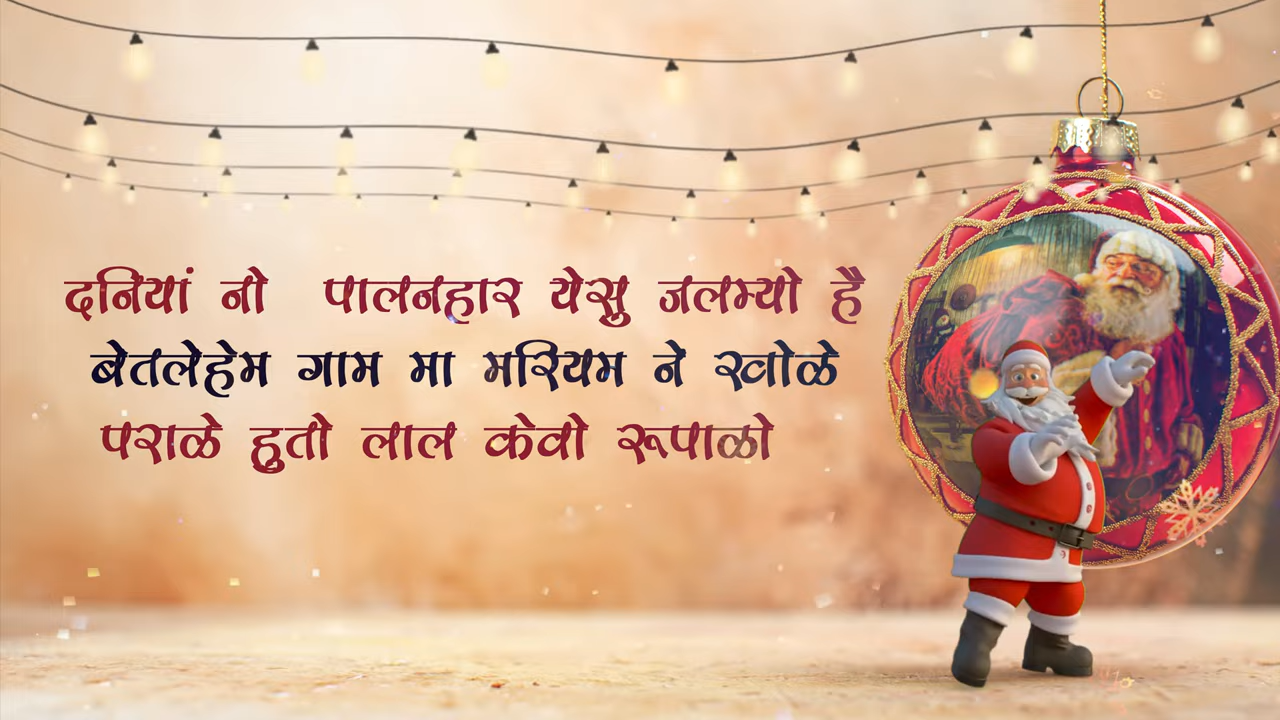 दनियां नो पालनहार येसु जलम्यो है
बेतलेहेम गाम मा मरियम ने खोळे
पराळे हुतो लाल केवो रूपाळो